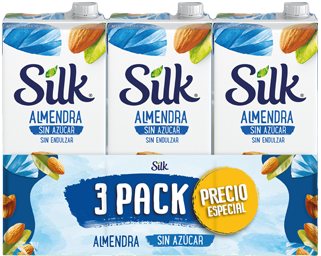 Silk
ALMENDRA
SIN AZÚCAR
SIN ENDULZAR
Silk
ALMENDRA
SIN AZÚCAR
SIN ENDULZAR
Silk
ALMENDRA
SIN AZÚCAR
SIN ENDULZAR
Silk
3 PACK
PRECIO
ESPECIAL
ALMENDRA SIN AZÚCAR